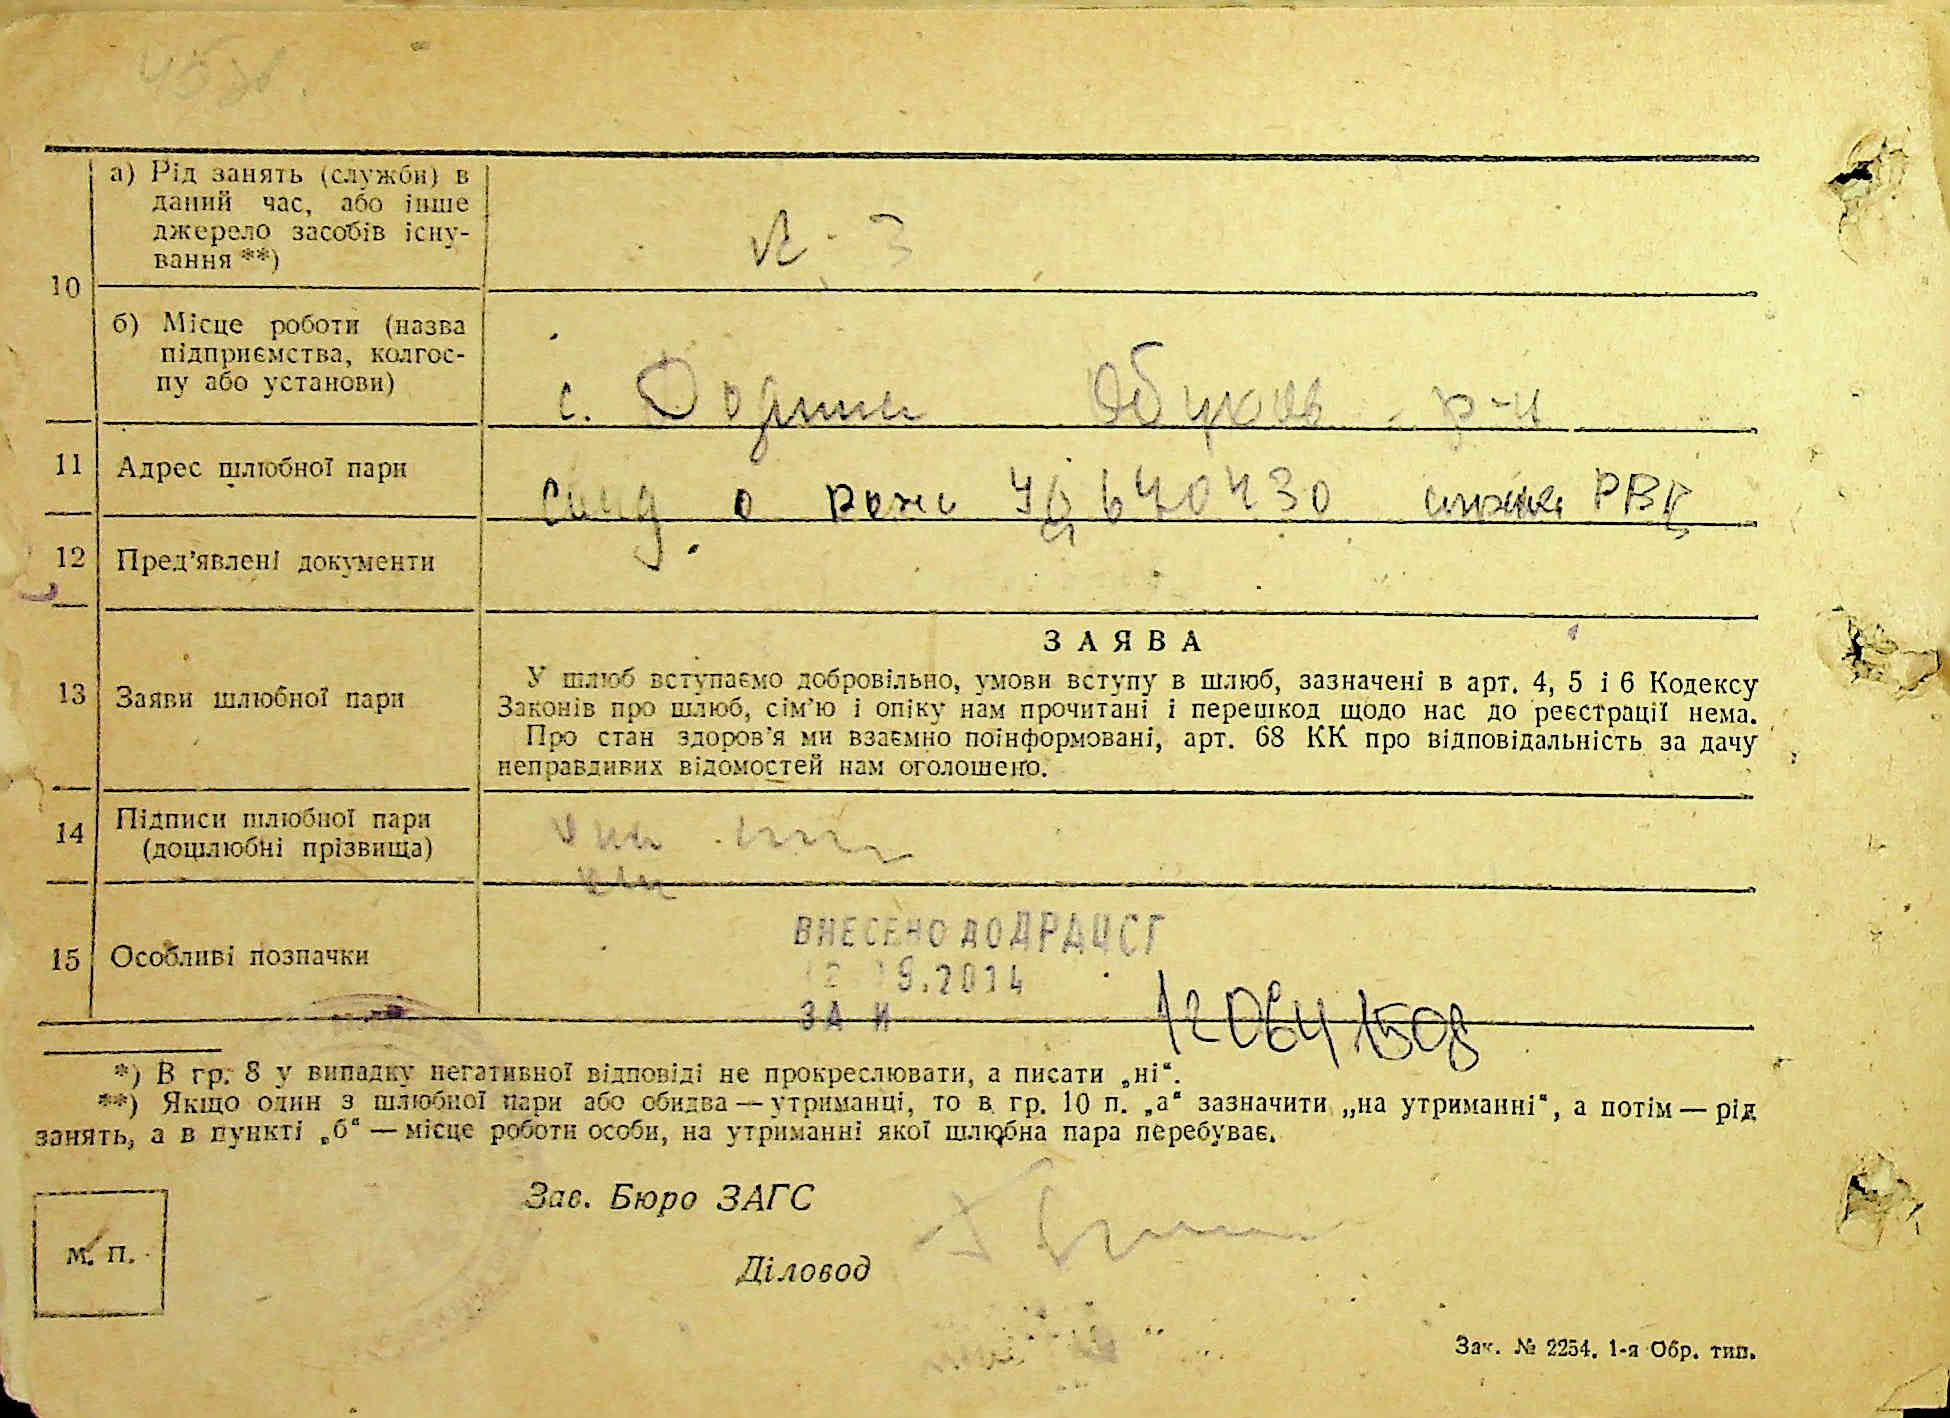 а) Рід занять (служби) в
даний час, або інше
джерело засобів існу-
вання **)
10
б) Місце роботи (назва
підприємства, колгос-
пу або установи)
с. Обухов р-н
11 Адрес шлюбної пари
о РВК
12 Пред'явлені документи
ЗАЯВА
13 Заяви шлюбної пари
У шлюб вступаємо добровільно, умови вступу в шлюб, зазначені в арт. 4, 5 і 6 Кодексу
Законів про шлюб, сім'ю і опіку нам прочитані і перешкод щодо нас до реєстрації нема.
Про стан здоров'я ми взаємно поінформовані, арт. 68 КК про відповідальність за дачу
неправдивих відомостей нам оголошено.
14 Підписи шлюбної пари
(дошлюбні прізвища)
ВНЕСЕНО ДО ДРАЦСГ
15 Особливі позначки
9.2014
ЗА
120641508
*) В гр. 8 у випадку негативної відповіді не прокреслювати, а писати „ні“.
**) Якщо один з шлюбної пари або обидва — утриманці, то в гр. 10 п. „а“ зазначити „на утриманні“, а потім — рід
занять, а в пункті „б“ — місце роботи особи, на утриманні якої шлюбна пара перебуває.
Зав. Бюро ЗАГС
М. П.
Діловод
Зак. № 2254. 1-я Обр. тип.